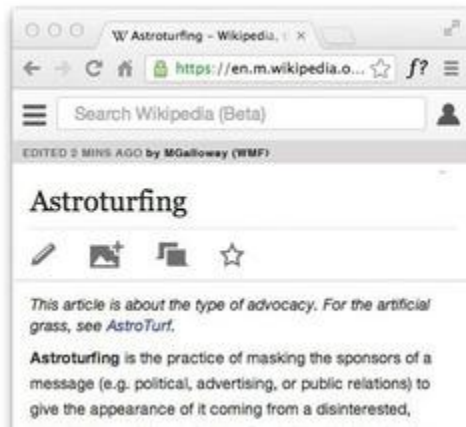 W Astroturfing – Wikipedia, t
https://en.m.wikipedia.o... f?
Search Wikipedia (Beta)
EDITED 2 MINS AGO by MGalloway (WMF)
Astroturfing
This article is about the type of advocacy. For the artificial
grass, see AstroTurf.
Astroturfing is the practice of masking the sponsors of a
message (e.g. political, advertising, or public relations) to
give the appearance of it coming from a disinterested,